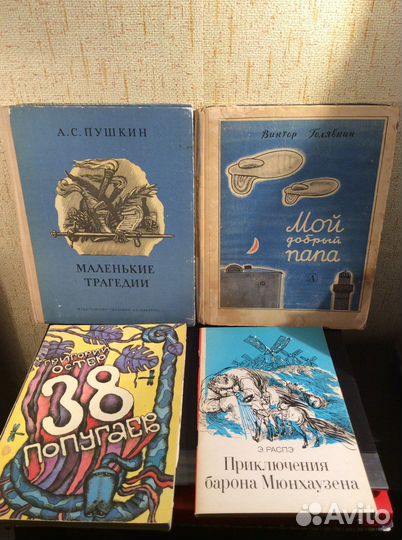 А.С. ПУШКИН
МАЛЕНЬКИЕ
ТРАГЕДИИ
Виктор Голявкин
Мой
добрый
папа
ГРИГОРИЙ
ОСТЕР
38
ПОПУГАЕВ
Э. РАСПЭ
Приключения
барона Мюнхаузена
Avito